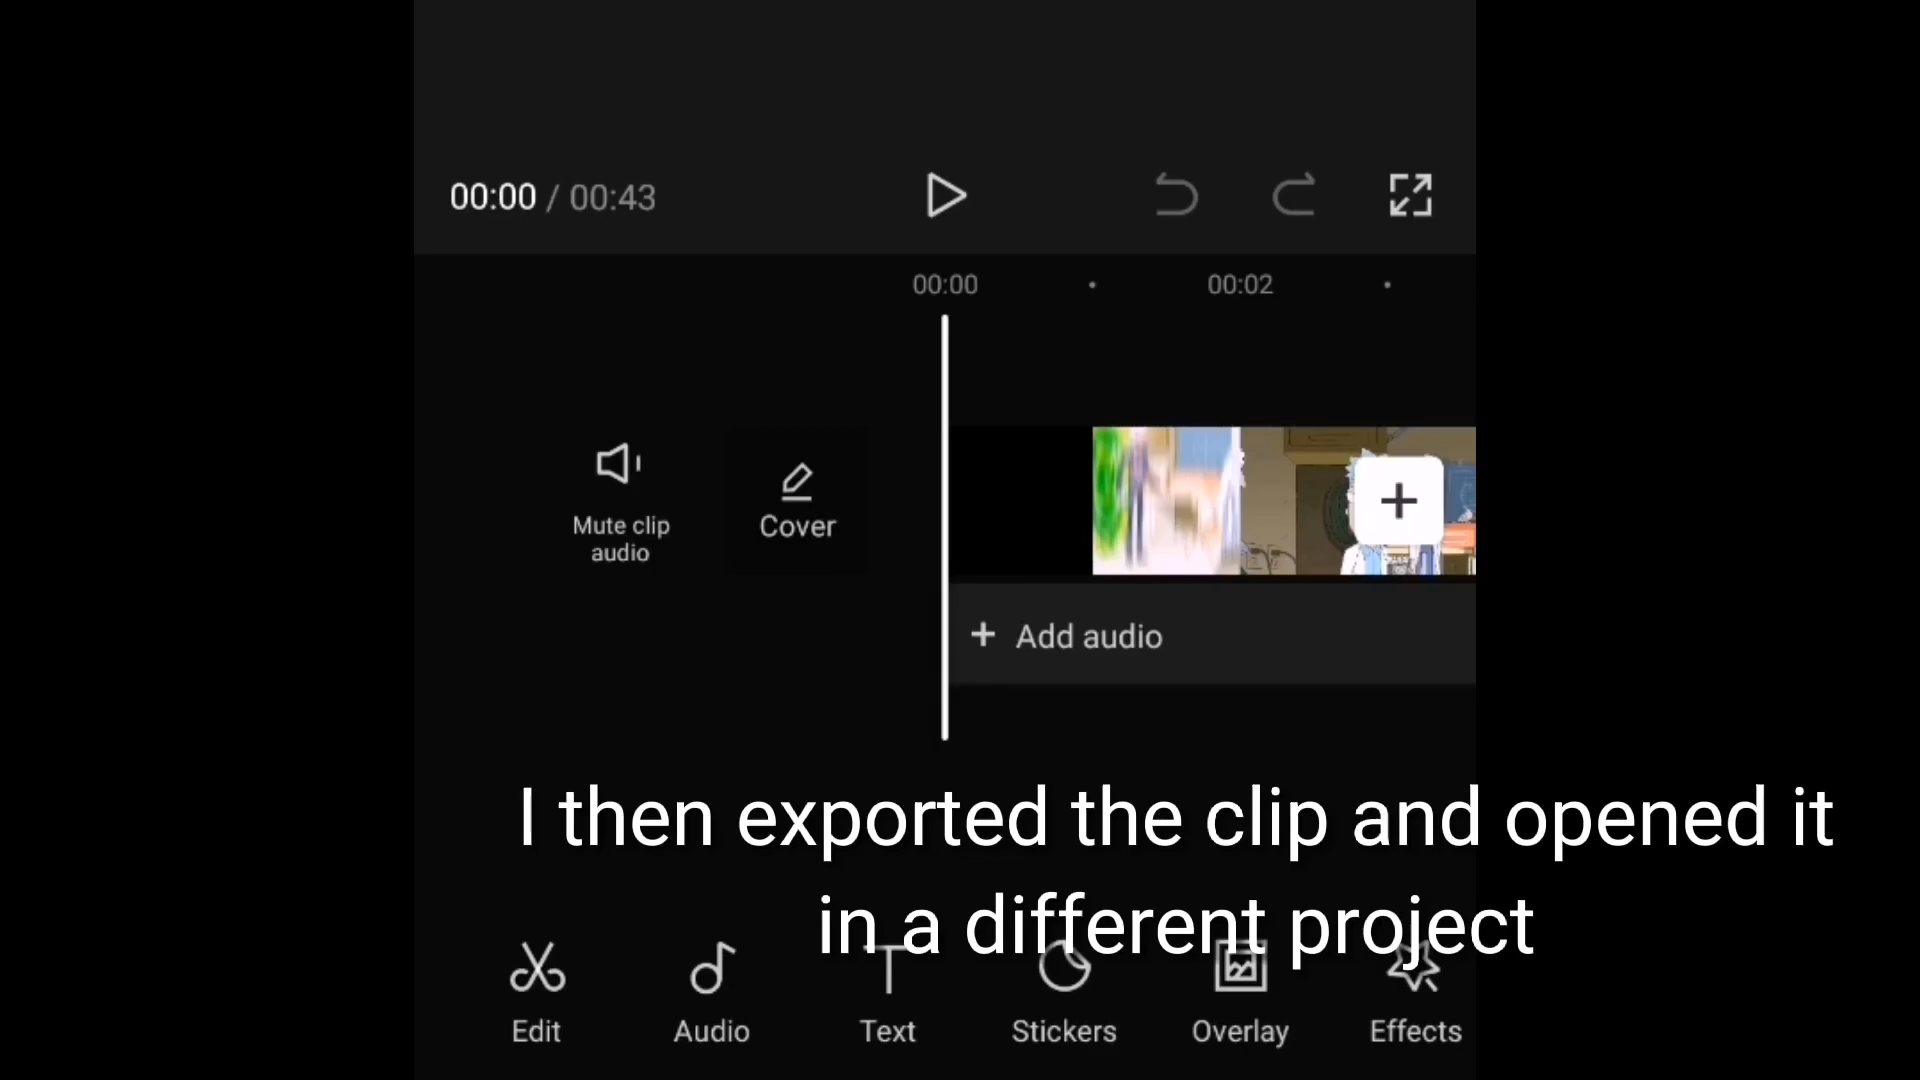 00:00 / 00:43
00:00 00:02
Mute clip
audio
Cover
+ Add audio
I then exported the clip and opened it
in a different project
Edit Audio Text Stickers Overlay Effects